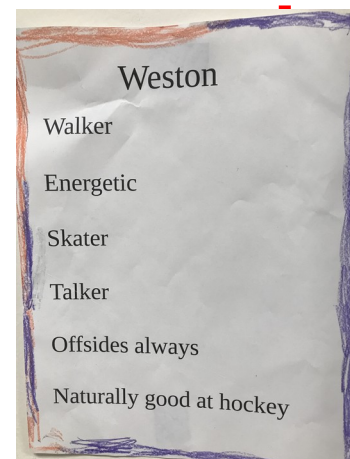 Weston
Walker
Energetic
Skater
Talker
Offsides always
Naturally good at hockey